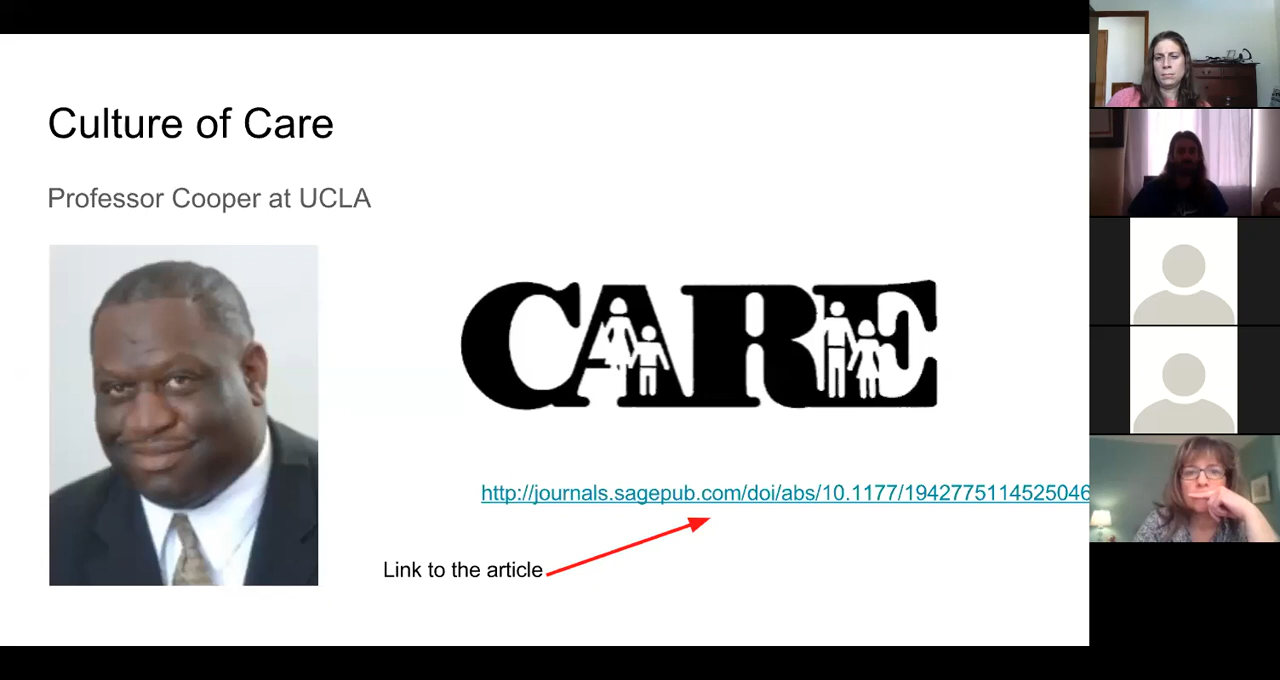 Culture of Care
Professor Cooper at UCLA
CARE
http://journals.sagepub.com/doi/abs/10.1177/1942775114525046
Link to the article